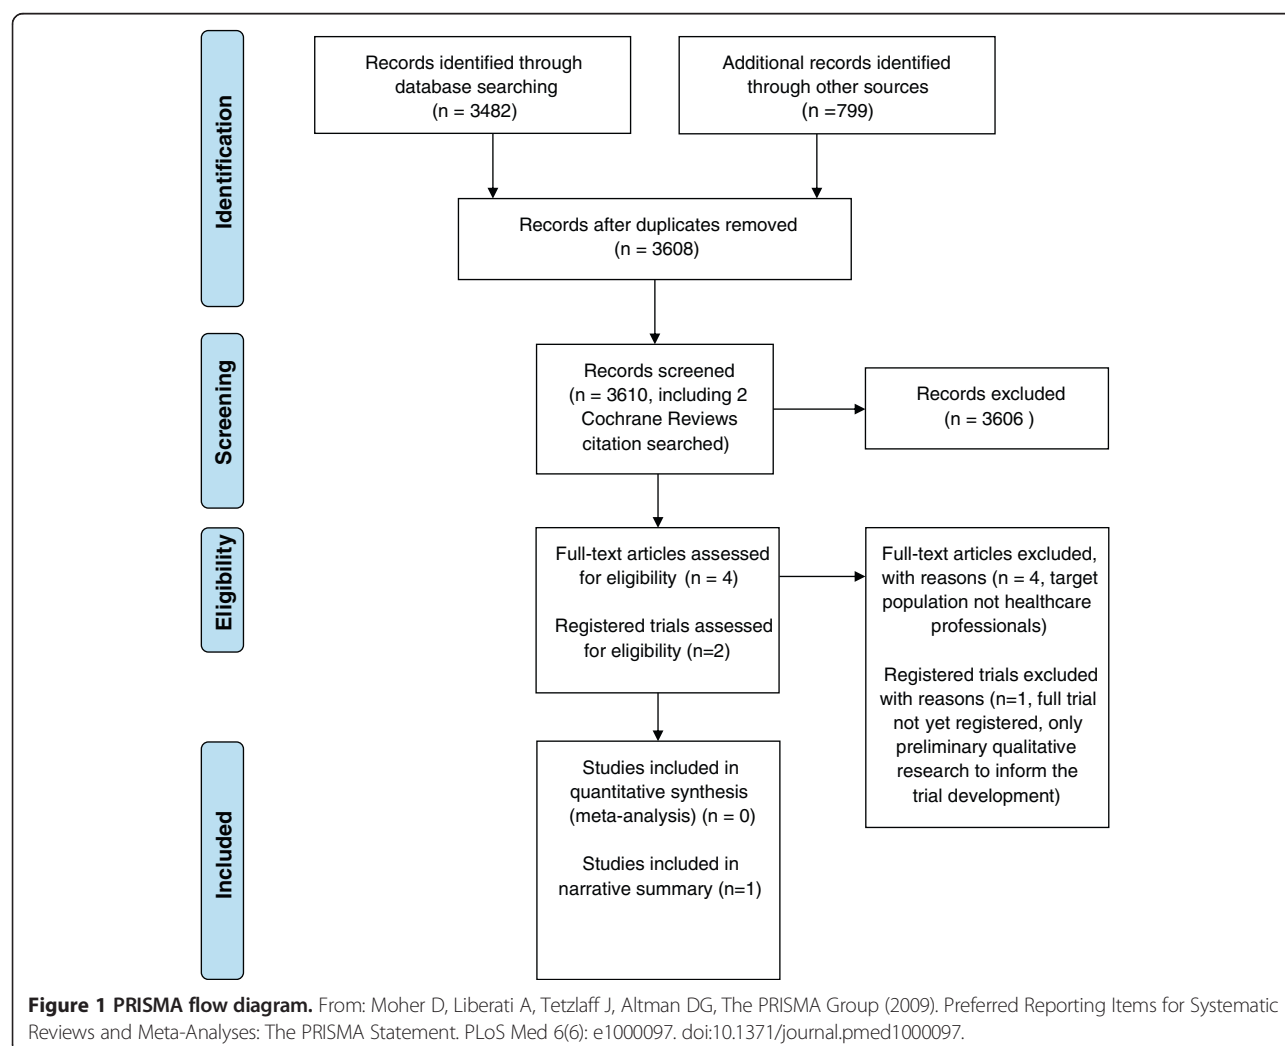 Identification
Records identified through
database searching
(n = 3482)
Additional records identified
through other sources
(n =799)
Records after duplicates removed
(n = 3608)
Screening
Records screened
(n = 3610, including 2
Cochrane Reviews
citation searched)
Records excluded
(n = 3606 )
Eligibility
Full-text articles assessed
for eligibility (n = 4)
Registered trials assessed
for eligibility (n=2)
Full-text articles excluded,
with reasons (n = 4, target
population not healthcare
professionals)
Registered trials excluded
with reasons (n=1, full trial
not yet registered, only
preliminary qualitative
research to inform the
trial development)
Included
Studies included in
quantitative synthesis
(meta-analysis) (n = 0)
Studies included in
narrative summary (n=1)
Figure 1 PRISMA flow diagram. From: Moher D, Liberati A, Tetzlaff J, Altman DG, The PRISMA Group (2009). Preferred Reporting Items for Systematic
Reviews and Meta-Analyses: The PRISMA Statement. PLoS Med 6(6): e1000097. doi:10.1371/journal.pmed1000097.